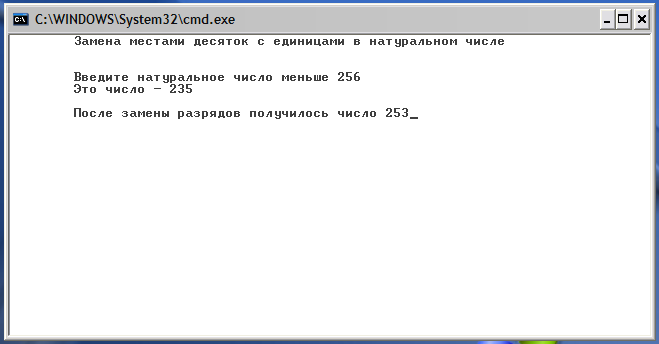 C:\WINDOWS\System32\cmd.exe
Замена местами десяток с единицами в натуральном числе
Введите натуральное число меньше 256
Это число - 235
После замены разрядов получилось число 253_